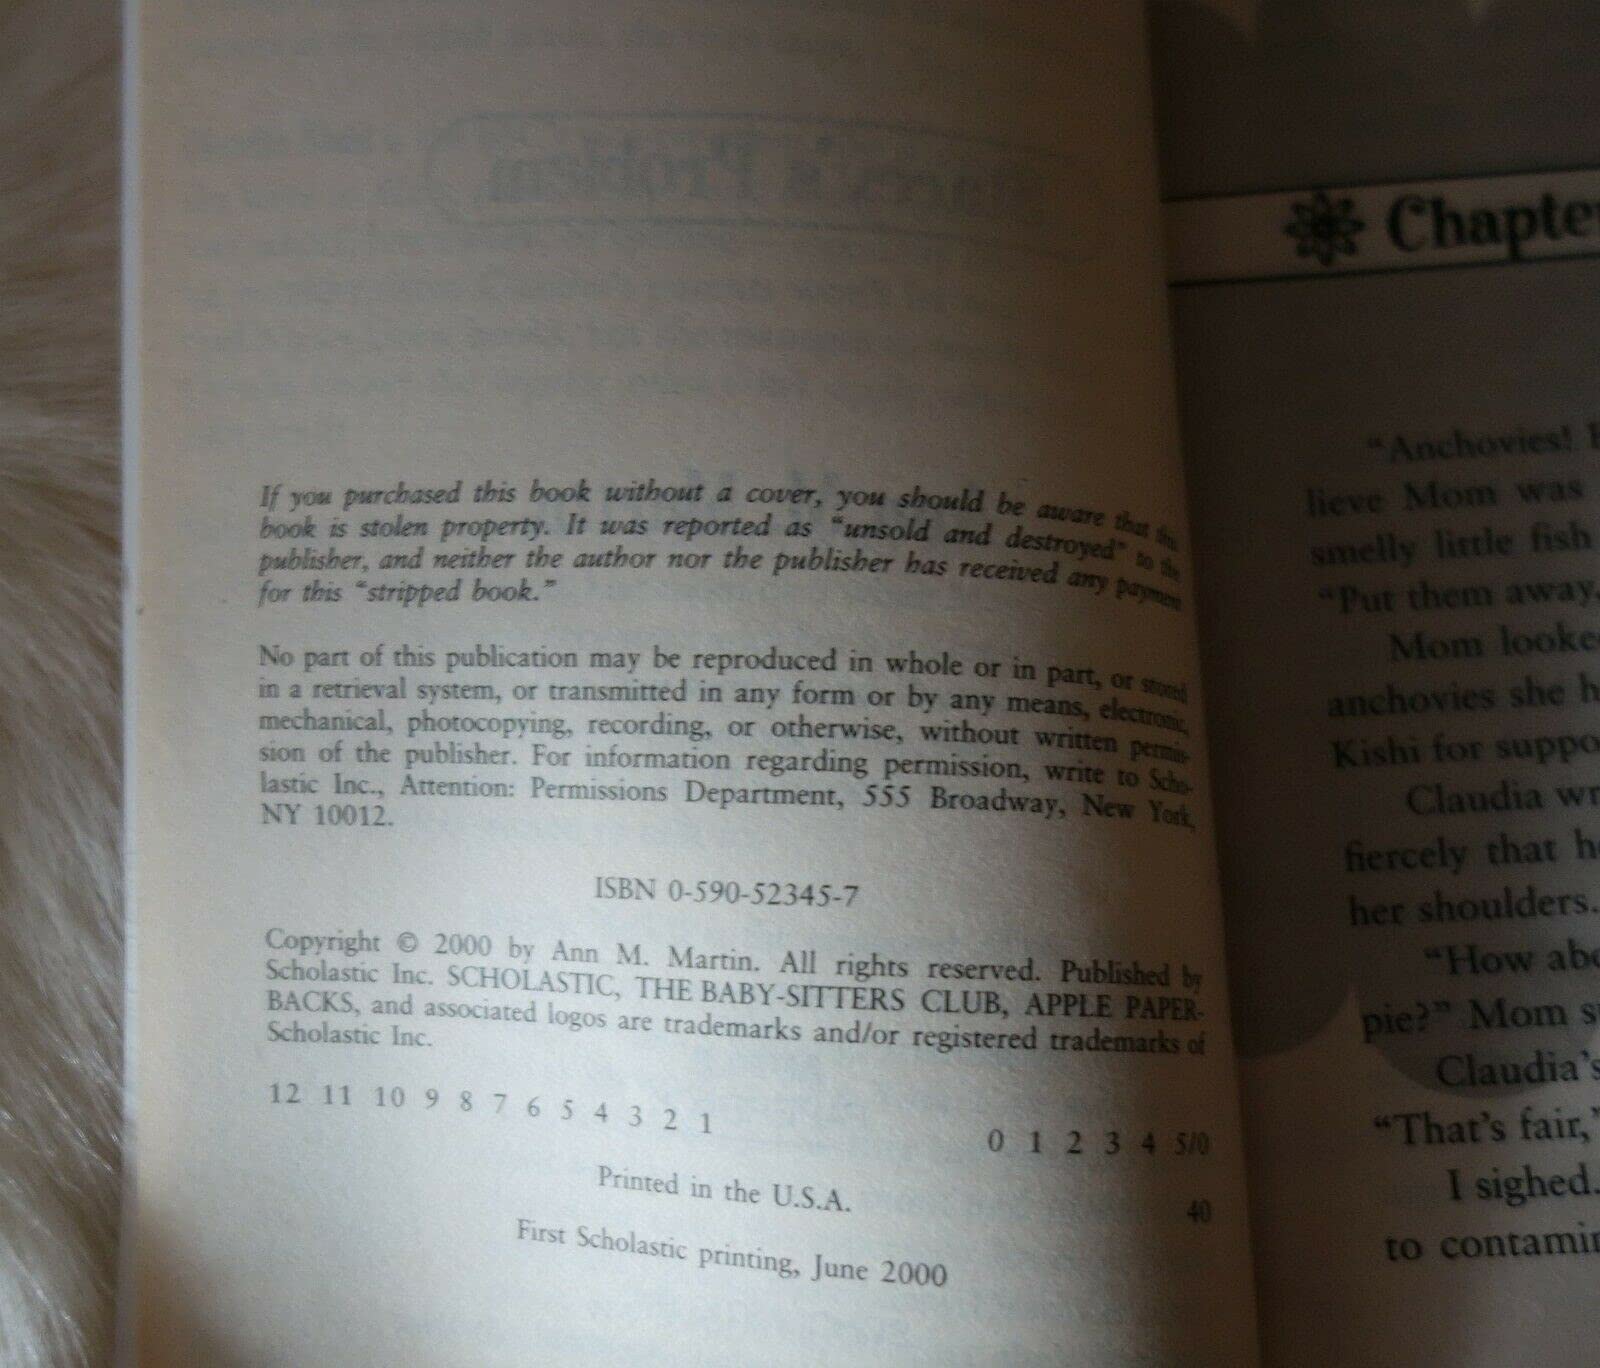 If you purchased this book without a cover, you should be aware that this
book is stolen property. It was reported as “unsold and destroyed” to the
publisher, and neither the author nor the publisher has received any payment
for this “stripped book.”
No part of this publication may be reproduced in whole or in part, or stored
in a retrieval system, or transmitted in any form or by any means, electronic,
mechanical, photocopying, recording, or otherwise, without written permis-
sion of the publisher. For information regarding permission, write to Scho-
lastic Inc., Attention: Permissions Department, 555 Broadway, New York,
NY 10012.
ISBN 0-590-52345-7
Copyright © 2000 by Ann M. Martin. All rights reserved. Published by
Scholastic Inc. SCHOLASTIC, THE BABY-SITTERS CLUB, APPLE PAPER-
BACKS, and associated logos are trademarks and/or registered trademarks of
Scholastic Inc.
12 11 10 9 8 7 6 5 4 3 2 1
0 1 2 3 4 5/0
Printed in the U.S.A.
40
First Scholastic printing, June 2000
Chapter
“Anchovies!
lieve Mom was
smelly little fish
“Put them away,
Mom looke
anchovies she h
Kishi for suppo
Claudia wr
fiercely that h
her shoulders.
“How abo
pie?” Mom s
Claudia’s
“That’s fair,”
I sighed.
to contamin